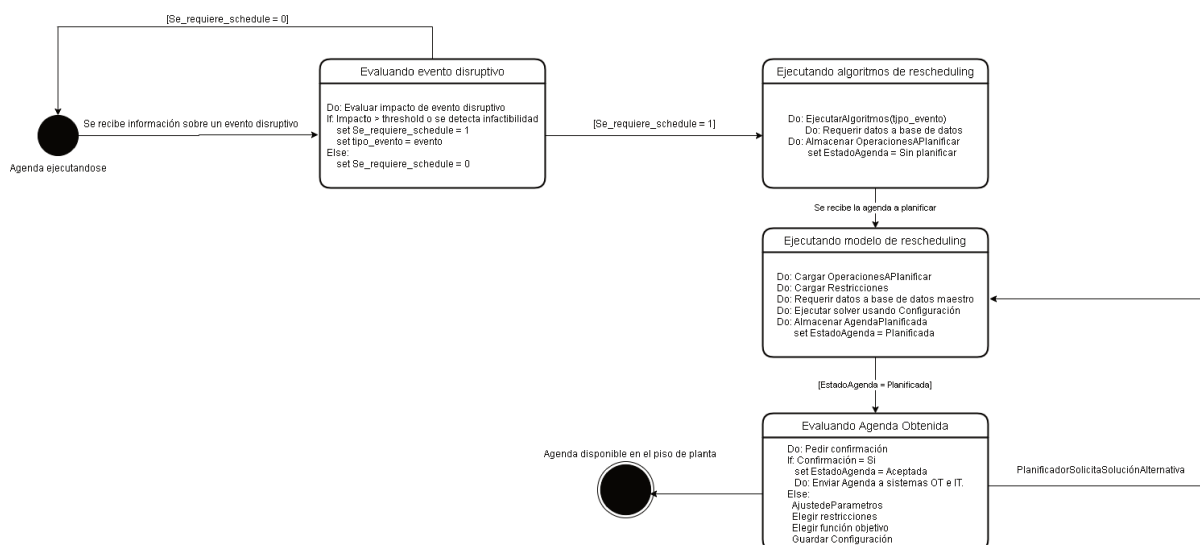 [Se_requiere_schedule = 0]
Evaluando evento disruptivo
Do: Evaluar impacto de evento disruptivo
If: Impacto > threshold o se detecta infactibilidad
set Se_requiere_schedule = 1
set tipo_evento = evento
Else:
set Se_requiere_schedule = 0
Se recibe información sobre un evento disruptivo
Agenda ejecutandose
[Se_requiere_schedule = 1]
Ejecutando algoritmos de rescheduling
Do: EjecutarAlgoritmos(tipo_evento)
Do: Requerir datos a base de datos
Do: Almacenar OperacionesAPlanificar
set EstadoAgenda = Sin planificar
Se recibe la agenda a planificar
Ejecutando modelo de rescheduling
Do: Cargar OperacionesAPlanificar
Do: Cargar Restricciones
Do: Requerir datos a base de datos maestro
Do: Ejecutar solver usando Configuración
Do: Almacenar AgendaPlanificada
set EstadoAgenda = Planificada
[EstadoAgenda = Planificada]
Evaluando Agenda Obtenida
Do: Pedir confirmación
If: Confirmación = Si
set EstadoAgenda = Aceptada
Do: Enviar Agenda a sistemas OT e IT.
Else:
AjustedeParametros
Elegir restricciones
Elegir función objetivo
Guardar Configuración
Agenda disponible en el piso de planta
PlanificadorSolicitaSoluciónAlternativa